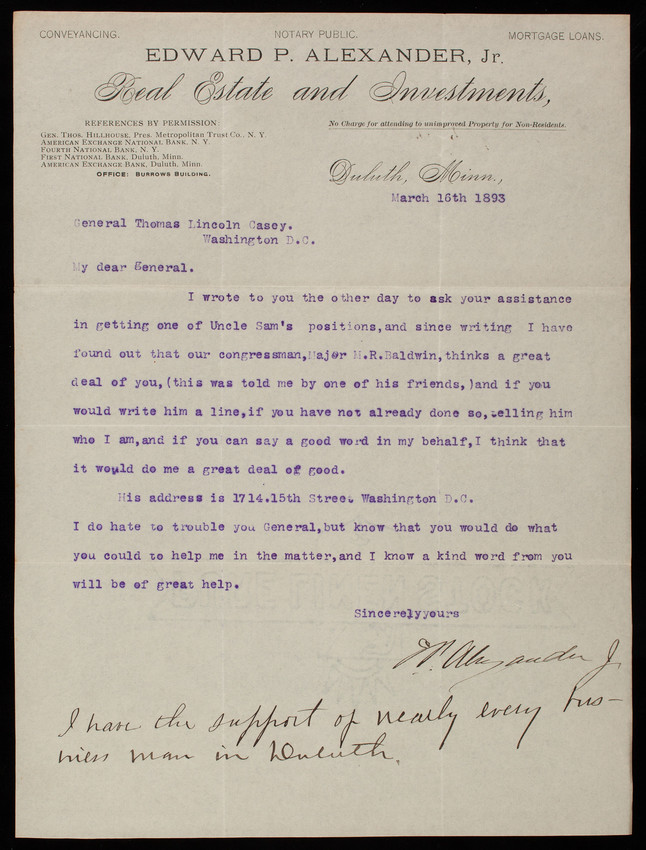 CONVEYANCING. NOTARY PUBLIC. MORTGAGE LOANS.
EDWARD P. ALEXANDER, Jr.
Real Estate and Investments,
REFERENCES BY PERMISSION
GEN. THOS. HILLHOUSE, Pres. Metropolitan Trust Co., N. Y.
AMERICAN EXCHANGE NATIONAL BANK, N. Y.
FOURTH NATIONAL BANK, N. Y.
FIRST NATIONAL BANK, Duluth, Minn.
AMERICAN EXCHANGE BANK, Duluth, Minn.
OFFICE: BURROWS BUILDING.
No Charge for attending to unimproved Property for Non-Residents.
Duluth, Minn.,
March 16th 1893
General Thomas Lincoln Casey.
Washington D.C.
My dear General.
I wrote to you the other day to ask your assistance
in getting one of Uncle Sam's positions,and since writing I have
found out that our congressman,Major M.R.Baldwin,thinks a great
deal of you,(this was told me by one of his friends,)and if you
would write him a line,if you have not already done so,telling him
who I am,and if you can say a good word in my behalf,I think that
it would do me a great deal of good.
His address is 1714.15th Street Washington D.C.
I do hate to trouble you General,but know that you would do what
you could to help me in the matter,and I know a kind word from you
will be of great help.
Sincerelyyours
E.P. Alexander Jr
I have the support of nearly every bus-
iness man in Duluth.